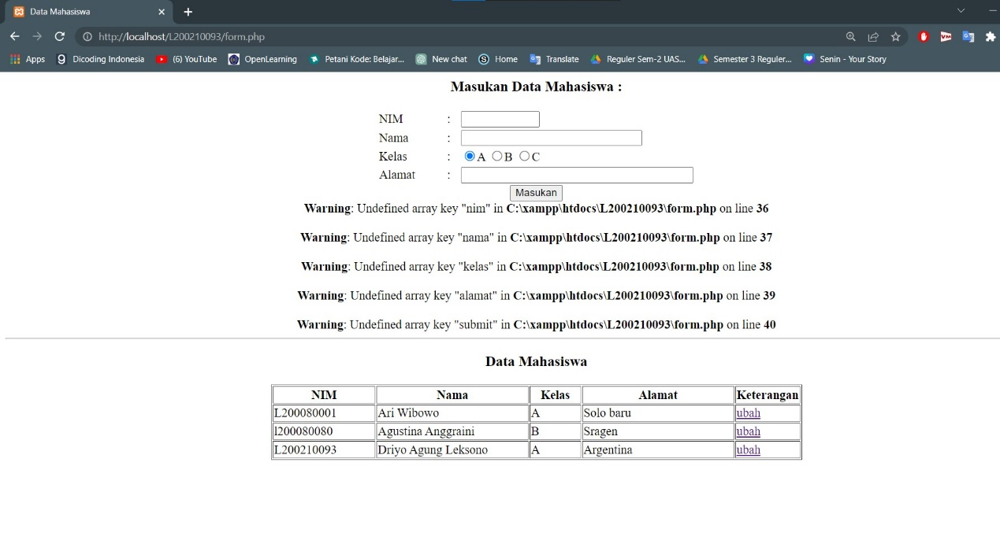 Data Mahasiswa
http://localhost/L200210093/form.php
Apps Dicoding Indonesia (6) YouTube OpenLearning Petani Kode: Belajar... New chat Home Translate Reguler Sem-2 UAS... Semester 3 Reguler... Senin - Your Story
Masukan Data Mahasiswa :
NIM :
Nama :
Kelas : A B C
Alamat :
Masukan
Warning: Undefined array key "nim" in C:\xampp\htdocs\L200210093\form.php on line 36
Warning: Undefined array key "nama" in C:\xampp\htdocs\L200210093\form.php on line 37
Warning: Undefined array key "kelas" in C:\xampp\htdocs\L200210093\form.php on line 38
Warning: Undefined array key "alamat" in C:\xampp\htdocs\L200210093\form.php on line 39
Warning: Undefined array key "submit" in C:\xampp\htdocs\L200210093\form.php on line 40
Data Mahasiswa
NIM Nama Kelas Alamat Keterangan
L200080001 Ari Wibowo A Solo baru ubah
l200080080 Agustina Anggraini B Sragen ubah
L200210093 Driyo Agung Leksono A Argentina ubah